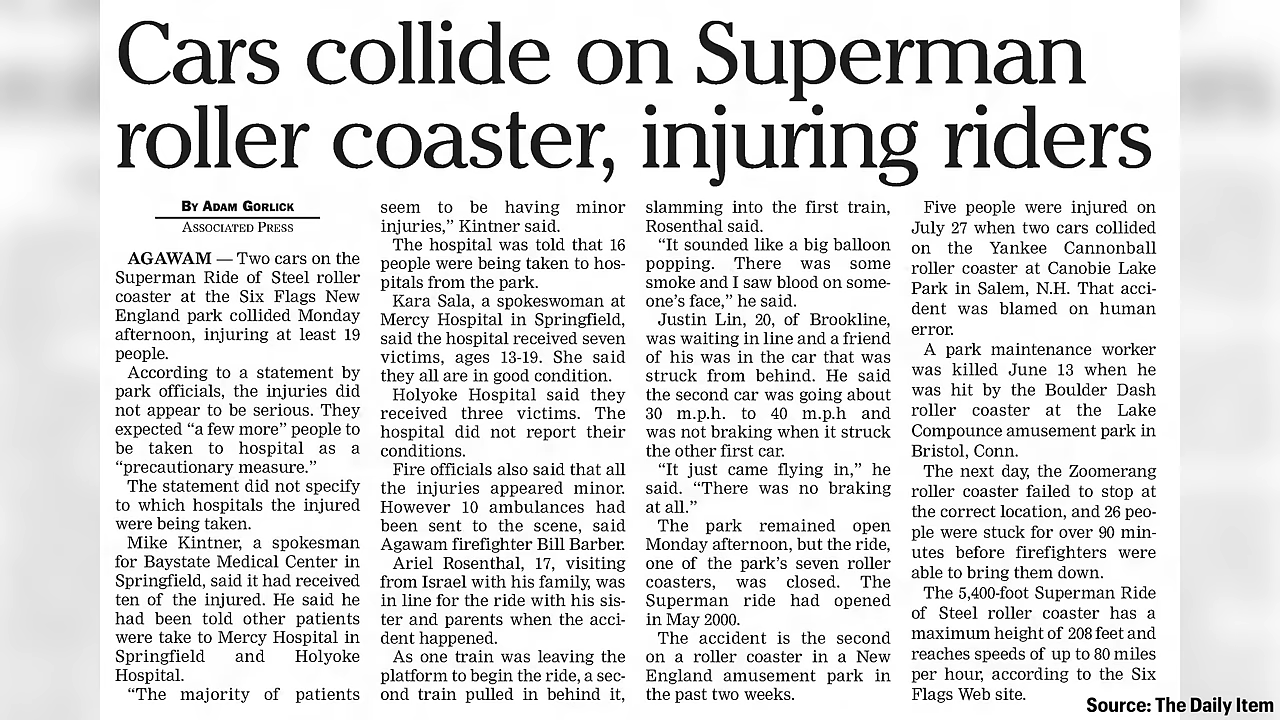 Cars collide on Superman
roller coaster, injuring riders
BY ADAM GORLICK
ASSOCIATED PRESS
AGAWAM — Two cars on the
Superman Ride of Steel roller
coaster at the Six Flags New
England park collided Monday
afternoon, injuring at least 19
people.
According to a statement by
park officials, the injuries did
not appear to be serious. They
expected “a few more” people to
be taken to hospital as a
“precautionary measure.”
The statement did not specify
to which hospitals the injured
were being taken.
Mike Kintner, a spokesman
for Baystate Medical Center in
Springfield, said it had received
ten of the injured. He said he
had been told other patients
were take to Mercy Hospital in
Springfield and Holyoke
Hospital.
“The majority of patients
seem to be having minor
injuries,” Kintner said.
The hospital was told that 16
people were being taken to hos-
pitals from the park.
Kara Sala, a spokeswoman at
Mercy Hospital in Springfield,
said the hospital received seven
victims, ages 13-19. She said
they all are in good condition.
Holyoke Hospital said they
received three victims. The
hospital did not report their
conditions.
Fire officials also said that all
the injuries appeared minor.
However 10 ambulances had
been sent to the scene, said
Agawam firefighter Bill Barber.
Ariel Rosenthal, 17, visiting
from Israel with his family, was
in line for the ride with his sis-
ter and parents when the acci-
dent happened.
As one train was leaving the
platform to begin the ride, a sec-
ond train pulled in behind it,
slamming into the first train,
Rosenthal said.
“It sounded like a big balloon
popping. There was some
smoke and I saw blood on some-
one’s face,” he said.
Justin Lin, 20, of Brookline,
was waiting in line and a friend
of his was in the car that was
struck from behind. He said
the second car was going about
30 m.p.h. to 40 m.p.h and
was not braking when it struck
the other first car.
“It just came flying in,” he
said. “There was no braking
at all.”
The park remained open
Monday afternoon, but the ride,
one of the park’s seven roller
coasters, was closed. The
Superman ride had opened
in May 2000.
The accident is the second
on a roller coaster in a New
England amusement park in
the past two weeks.
Five people were injured on
July 27 when two cars collided
on the Yankee Cannonball
roller coaster at Canobie Lake
Park in Salem, N.H. That acci-
dent was blamed on human
error.
A park maintenance worker
was killed June 13 when he
was hit by the Boulder Dash
roller coaster at the Lake
Compounce amusement park in
Bristol, Conn.
The next day, the Zoomerang
roller coaster failed to stop at
the correct location, and 26 peo-
ple were stuck for over 90 min-
utes before firefighters were
able to bring them down.
The 5,400-foot Superman Ride
of Steel roller coaster has a
maximum height of 208 feet and
reaches speeds of up to 80 miles
per hour, according to the Six
Flags Web site.
Source: The Daily Item